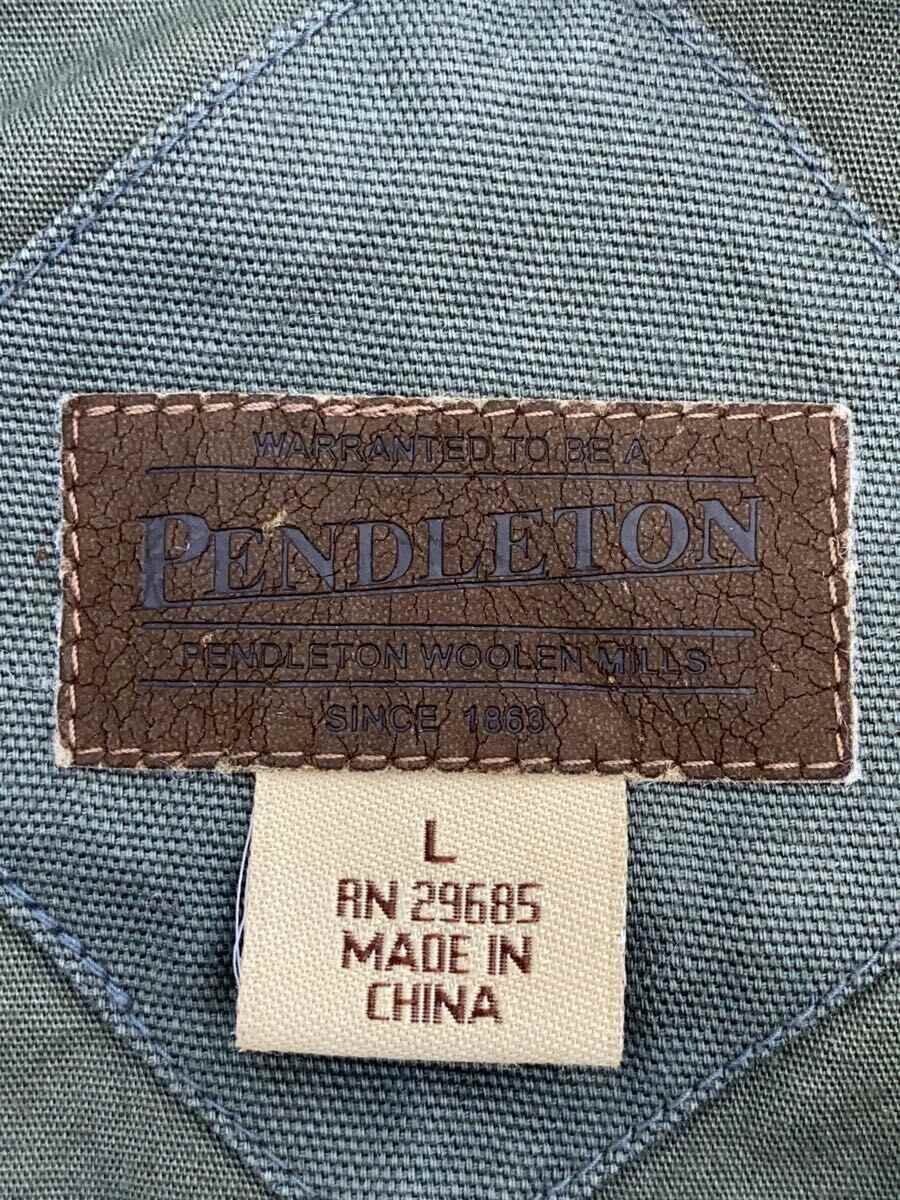 WARRANTED TO BE A
PENDLETON
PENDLETON WOOLEN MILLS
SINCE 1863
L
RN 29685
MADE IN
CHINA